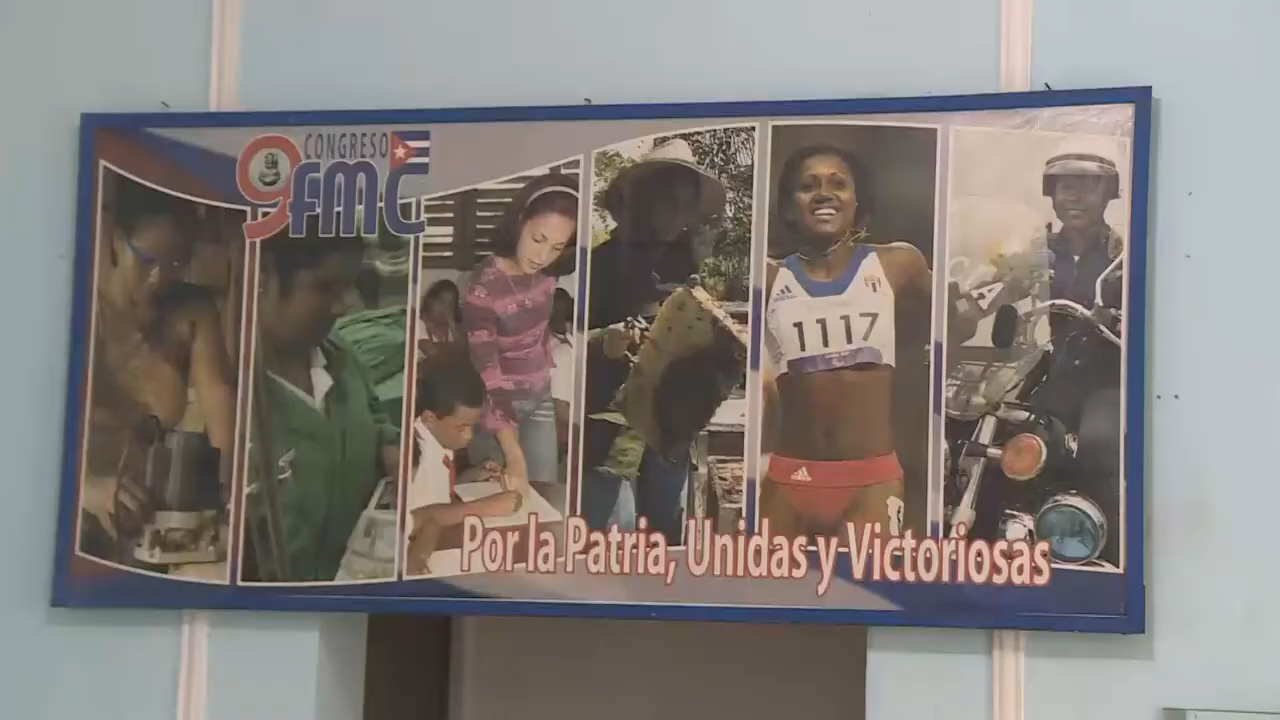 9 CONGRESO
FMC
1117
Por la Patria, Unidas y Victoriosas